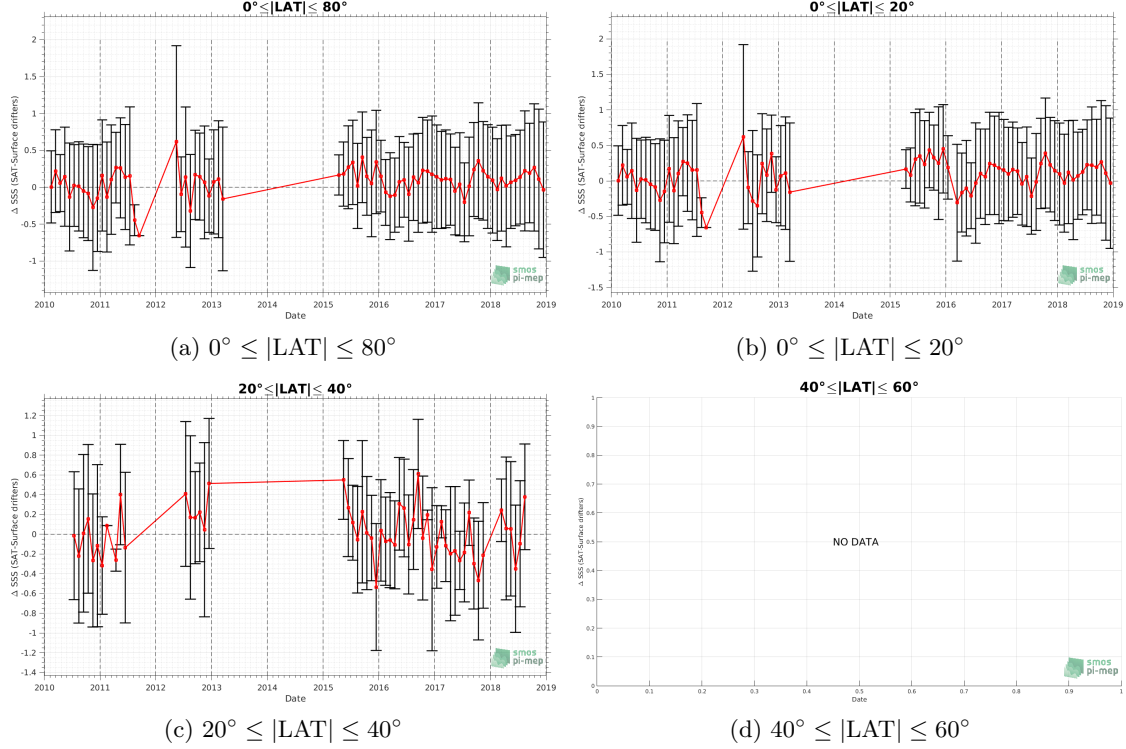 0°≤|LAT|≤ 80°
Δ SSS (SAT-Surface drifters)
2
1.5
1
0.5
0
-0.5
-1
2010 2011 2012 2013 2014 2015 2016 2017 2018 2019
Date
smos
pi-mep
(a) 0° ≤ |LAT| ≤ 80°
0°≤|LAT|≤ 20°
Δ SSS (SAT-Surface drifters)
2
1.5
1
0.5
0
-0.5
-1
-1.5
2010 2011 2012 2013 2014 2015 2016 2017 2018 2019
Date
smos
pi-mep
(b) 0° ≤ |LAT| ≤ 20°
20°≤|LAT|≤ 40°
Δ SSS (SAT-Surface drifters)
1.2
1
0.8
0.6
0.4
0.2
0
-0.2
-0.4
-0.6
-0.8
-1
-1.2
-1.4
2010 2011 2012 2013 2014 2015 2016 2017 2018 2019
Date
smos
pi-mep
(c) 20° ≤ |LAT| ≤ 40°
40°≤|LAT|≤ 60°
Δ SSS (SAT-Surface drifters)
1
0.9
0.8
0.7
0.6
0.5
0.4
0.3
0.2
0.1
0
NO DATA
0 0.1 0.2 0.3 0.4 0.5 0.6 0.7 0.8 0.9 1
Date
smos
pi-mep
(d) 40° ≤ |LAT| ≤ 60°